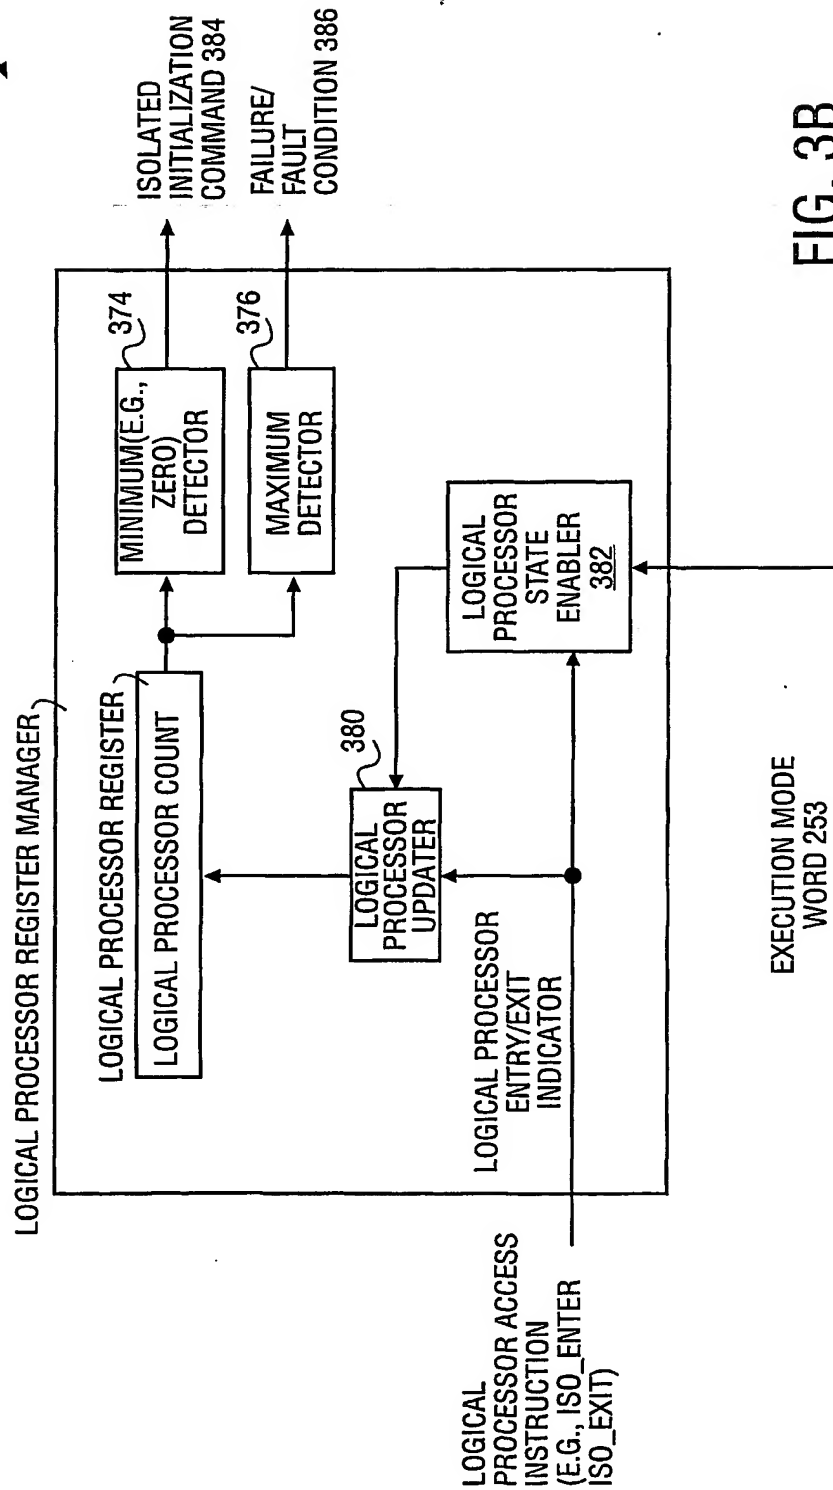 LOGICAL PROCESSOR REGISTER MANAGER
LOGICAL PROCESSOR REGISTER
LOGICAL PROCESSOR COUNT
374
MINIMUM(E.G.,
ZERO)
DETECTOR
ISOLATED
INITIALIZATION
COMMAND 384
376
MAXIMUM
DETECTOR
FAILURE/
FAULT
CONDITION 386
380
LOGICAL
PROCESSOR
UPDATER
LOGICAL
PROCESSOR
STATE
ENABLER
382
LOGICAL PROCESSOR
ENTRY/EXIT
INDICATOR
LOGICAL
PROCESSOR ACCESS
INSTRUCTION
(E.G., ISO_ENTER
ISO_EXIT)
EXECUTION MODE
WORD 253
FIG. 3B